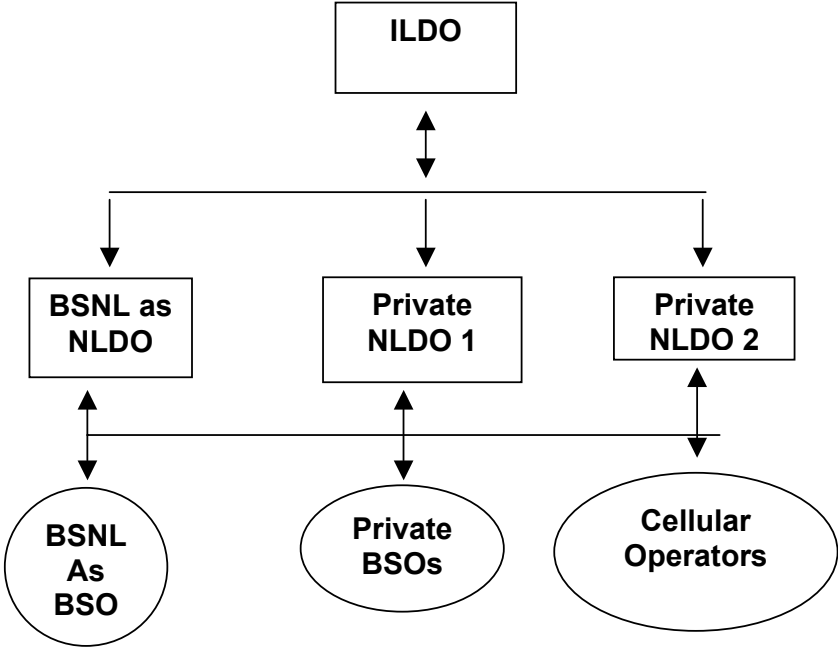 ILDO
BSNL as
NLDO
Private
NLDO 1
Private
NLDO 2
BSNL
As
BSO
Private
BSOs
Cellular
Operators